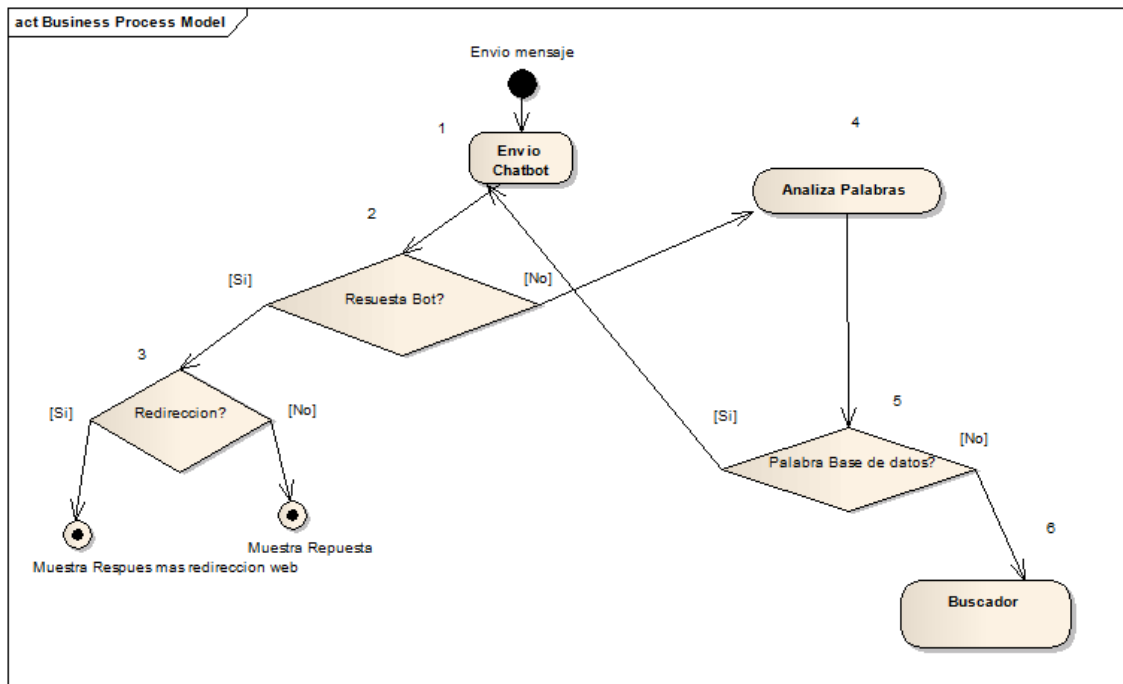 act Business Process Model
Envio mensaje
1
Envio
Chatbot
4
Analiza Palabras
2
[Si]
Resuesta Bot?
[No]
3
[Si]
Redireccion?
[No]
5
[Si]
Palabra Base de datos?
[No]
Muestra Repuesta
Muestra Respues mas redireccion web
6
Buscador